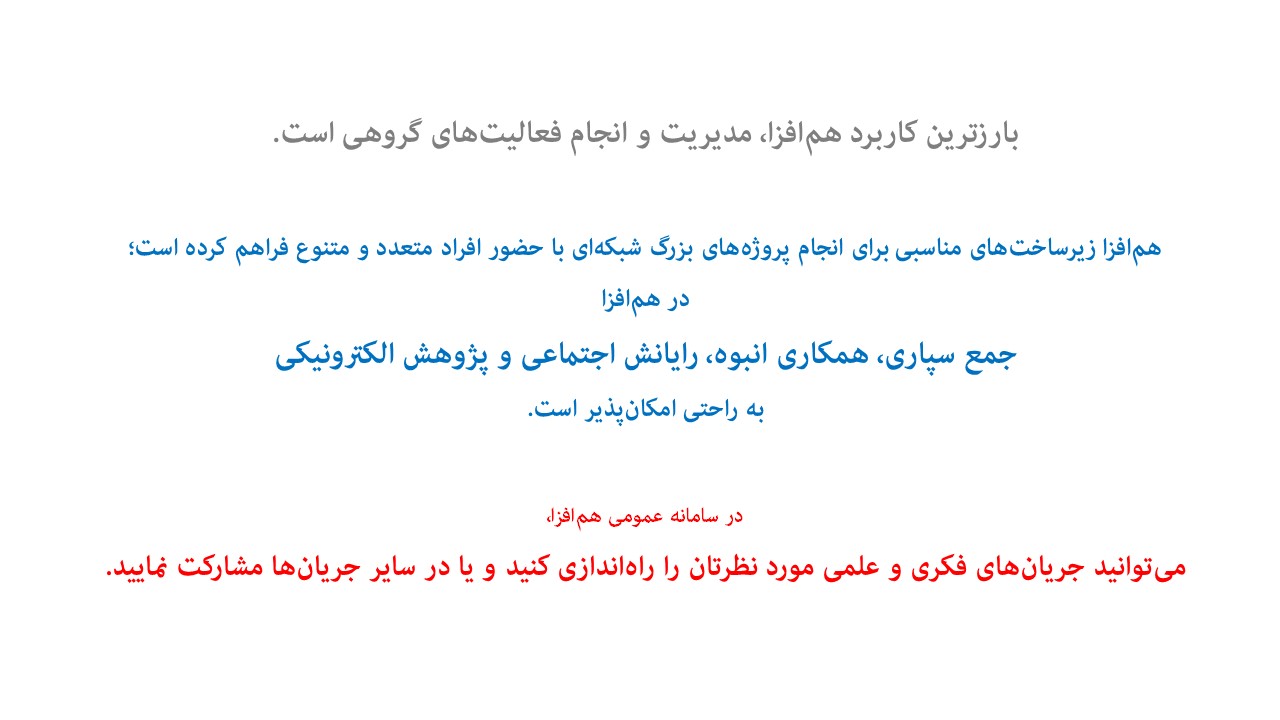 بارزترین کاربرد هم‌افزا، مدیریت و انجام فعالیت‌های گروهی است.
هم‌افزا زیرساخت‌های مناسبی برای انجام پروژه‌های بزرگ شبکه‌ای با حضور افراد متعدد و متنوع فراهم کرده است؛
در هم‌افزا
جمع سپاری، همکاری انبوه، رایانش اجتماعی و پژوهش الکترونیکی
به راحتی امکان‌پذیر است.
در سامانه عمومی هم‌افزا،
می‌توانید جریان‌های فکری و علمی مورد نظرتان را راه‌اندازی کنید و یا در سایر جریان‌ها مشارکت نمایید.